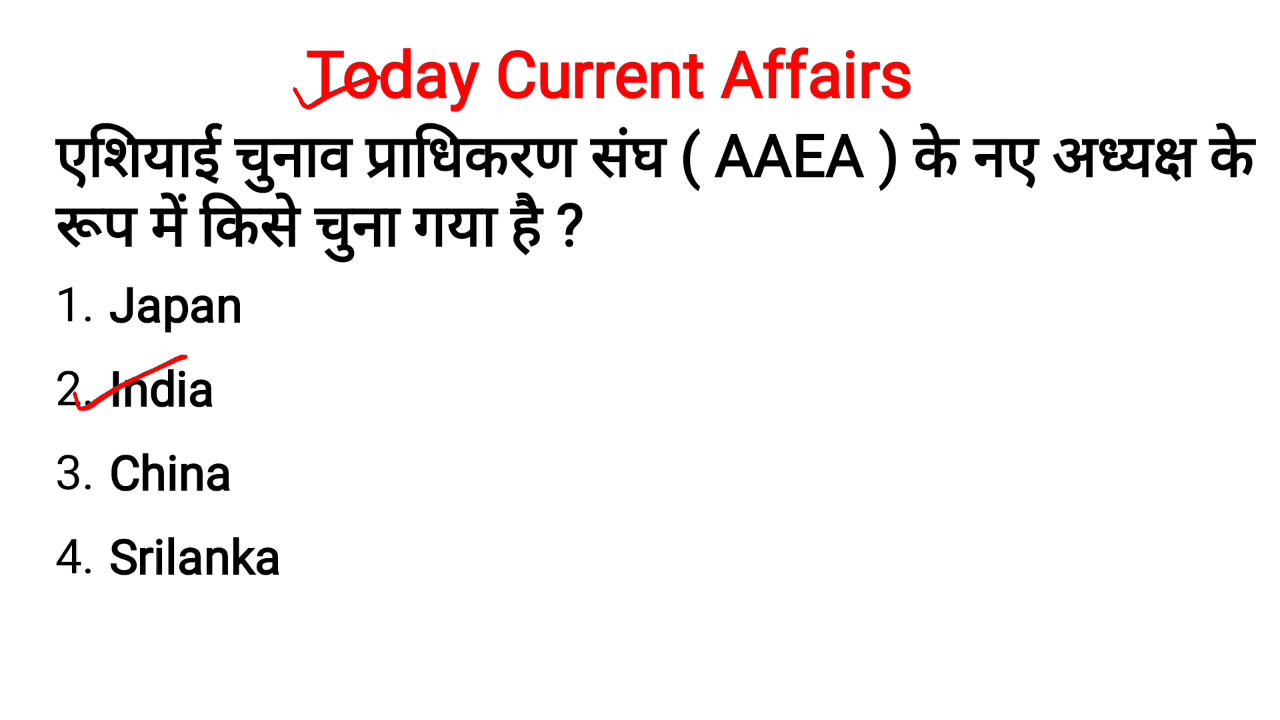 Today Current Affairs
एशियाई चुनाव प्राधिकरण संघ ( AAEA ) के नए अध्यक्ष के
रूप में किसे चुना गया है ?
1. Japan
2. India
3. China
4. Srilanka